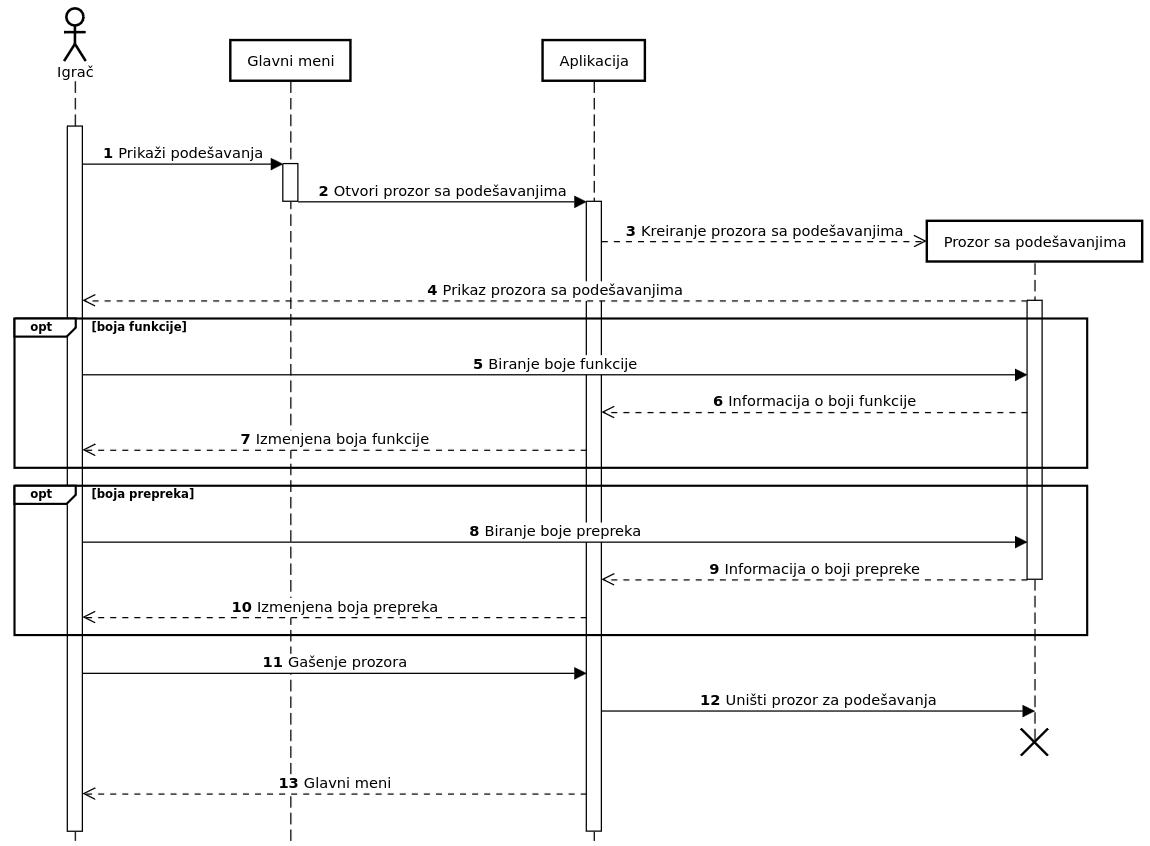 Igrač
Glavni meni
Aplikacija
1 Prikaži podešavanja
2 Otvori prozor sa podešavanjima
3 Kreiranje prozora sa podešavanjima
Prozor sa podešavanjima
4 Prikaz prozora sa podešavanjima
opt [boja funkcije]
5 Biranje boje funkcije
6 Informacija o boji funkcije
7 Izmenjena boja funkcije
opt [boja prepreka]
8 Biranje boje prepreka
9 Informacija o boji prepreke
10 Izmenjena boja prepreka
11 Gašenje prozora
12 Uništi prozor za podešavanja
13 Glavni meni